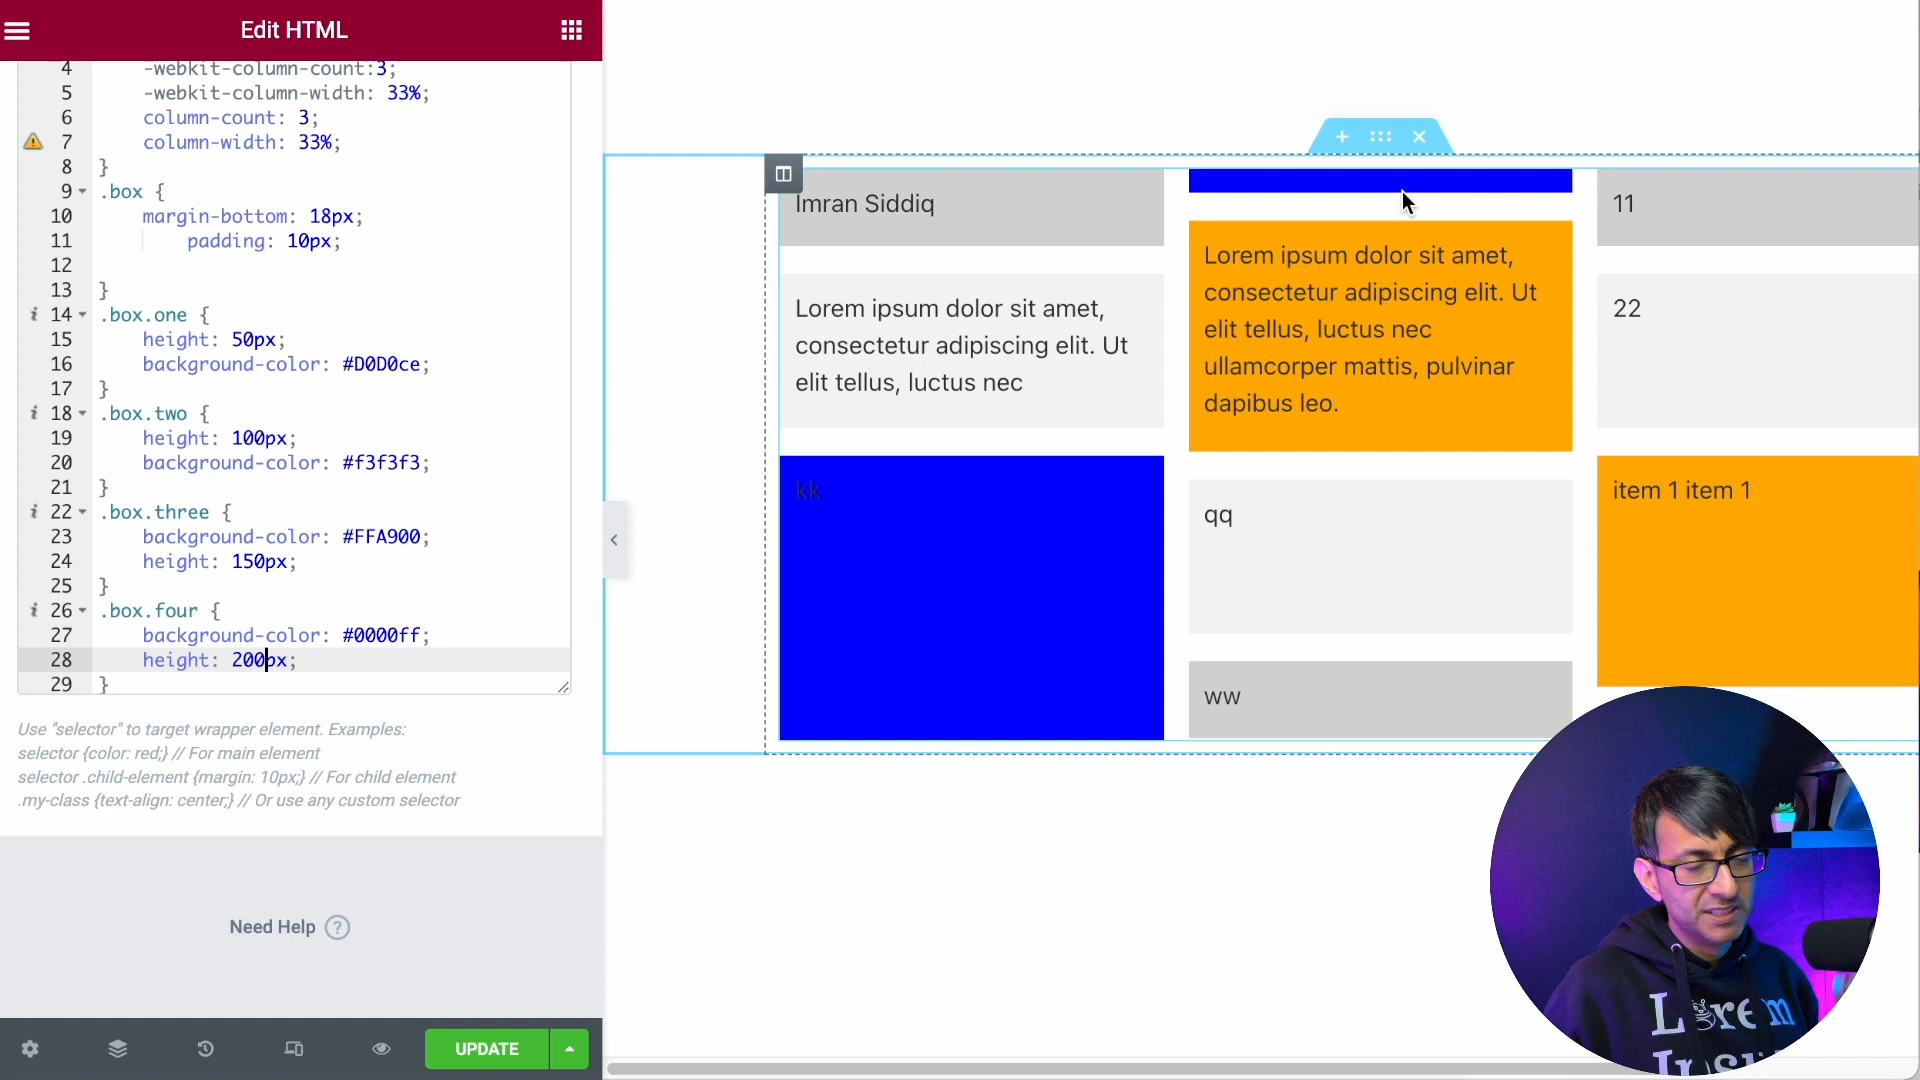 Edit HTML
4 -webkit-column-count:3;
5 -webkit-column-width: 33%;
6 column-count: 3;
7 column-width: 33%;
8 }
9 .box {
10 margin-bottom: 18px;
11 padding: 10px;
12
13 }
14 .box.one {
15 height: 50px;
16 background-color: #D0D0ce;
17 }
18 .box.two {
19 height: 100px;
20 background-color: #f3f3f3;
21 }
22 .box.three {
23 background-color: #FFA900;
24 height: 150px;
25 }
26 .box.four {
27 background-color: #0000ff;
28 height: 200px;
29 }
Use "selector" to target wrapper element. Examples:
selector {color: red;} // For main element
selector .child-element {margin: 10px;} // For child element
.my-class {text-align: center;} // Or use any custom selector
Need Help ?
UPDATE
Imran Siddiq
Lorem ipsum dolor sit amet,
consectetur adipiscing elit. Ut
elit tellus, luctus nec
kk
Lorem ipsum dolor sit amet,
consectetur adipiscing elit. Ut
elit tellus, luctus nec
ullamcorper mattis, pulvinar
dapibus leo.
qq
ww
11
22
item 1 item 1
Lorem